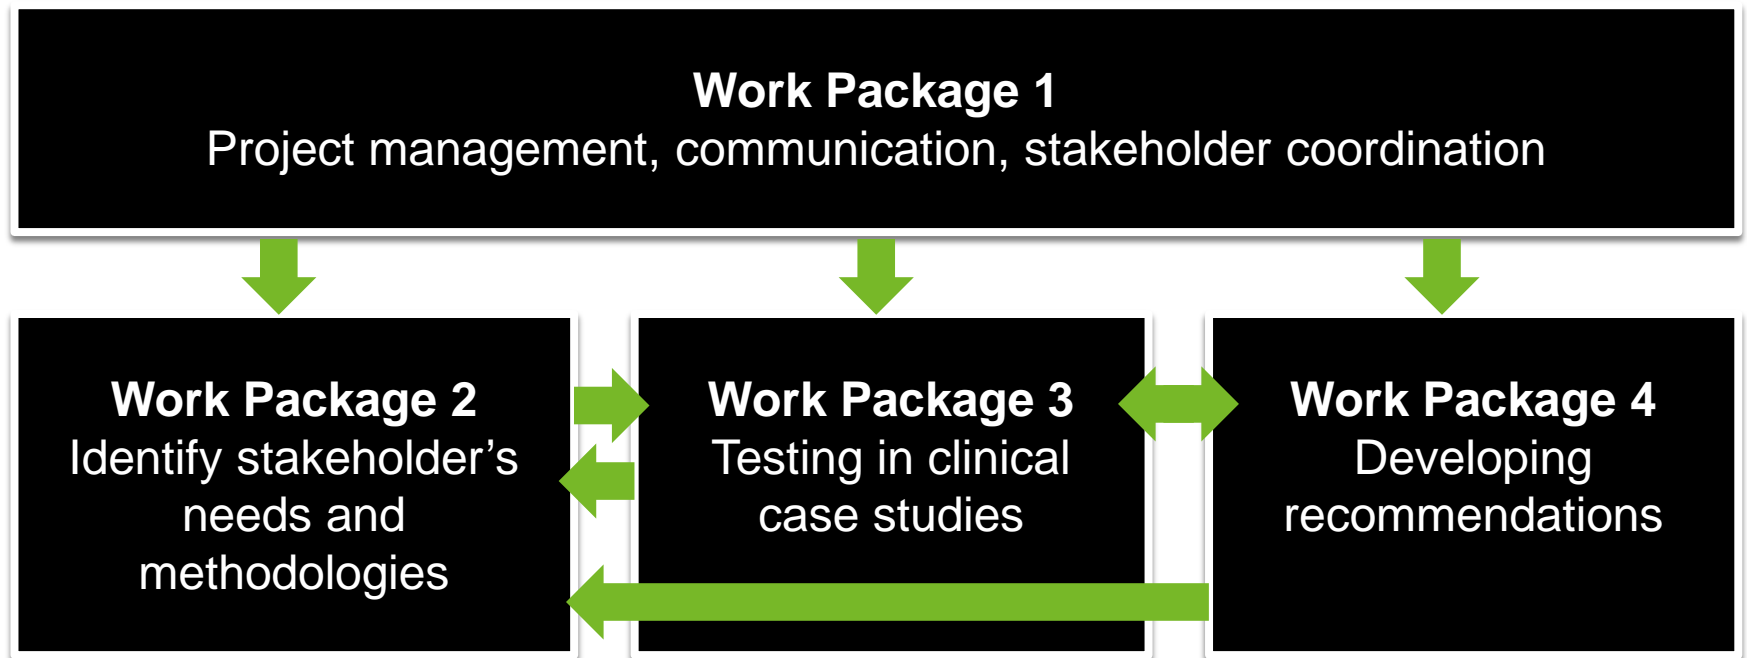 Work Package 1
Project management, communication, stakeholder coordination
Work Package 2
Identify stakeholder’s
needs and
methodologies
Work Package 3
Testing in clinical
case studies
Work Package 4
Developing
recommendations